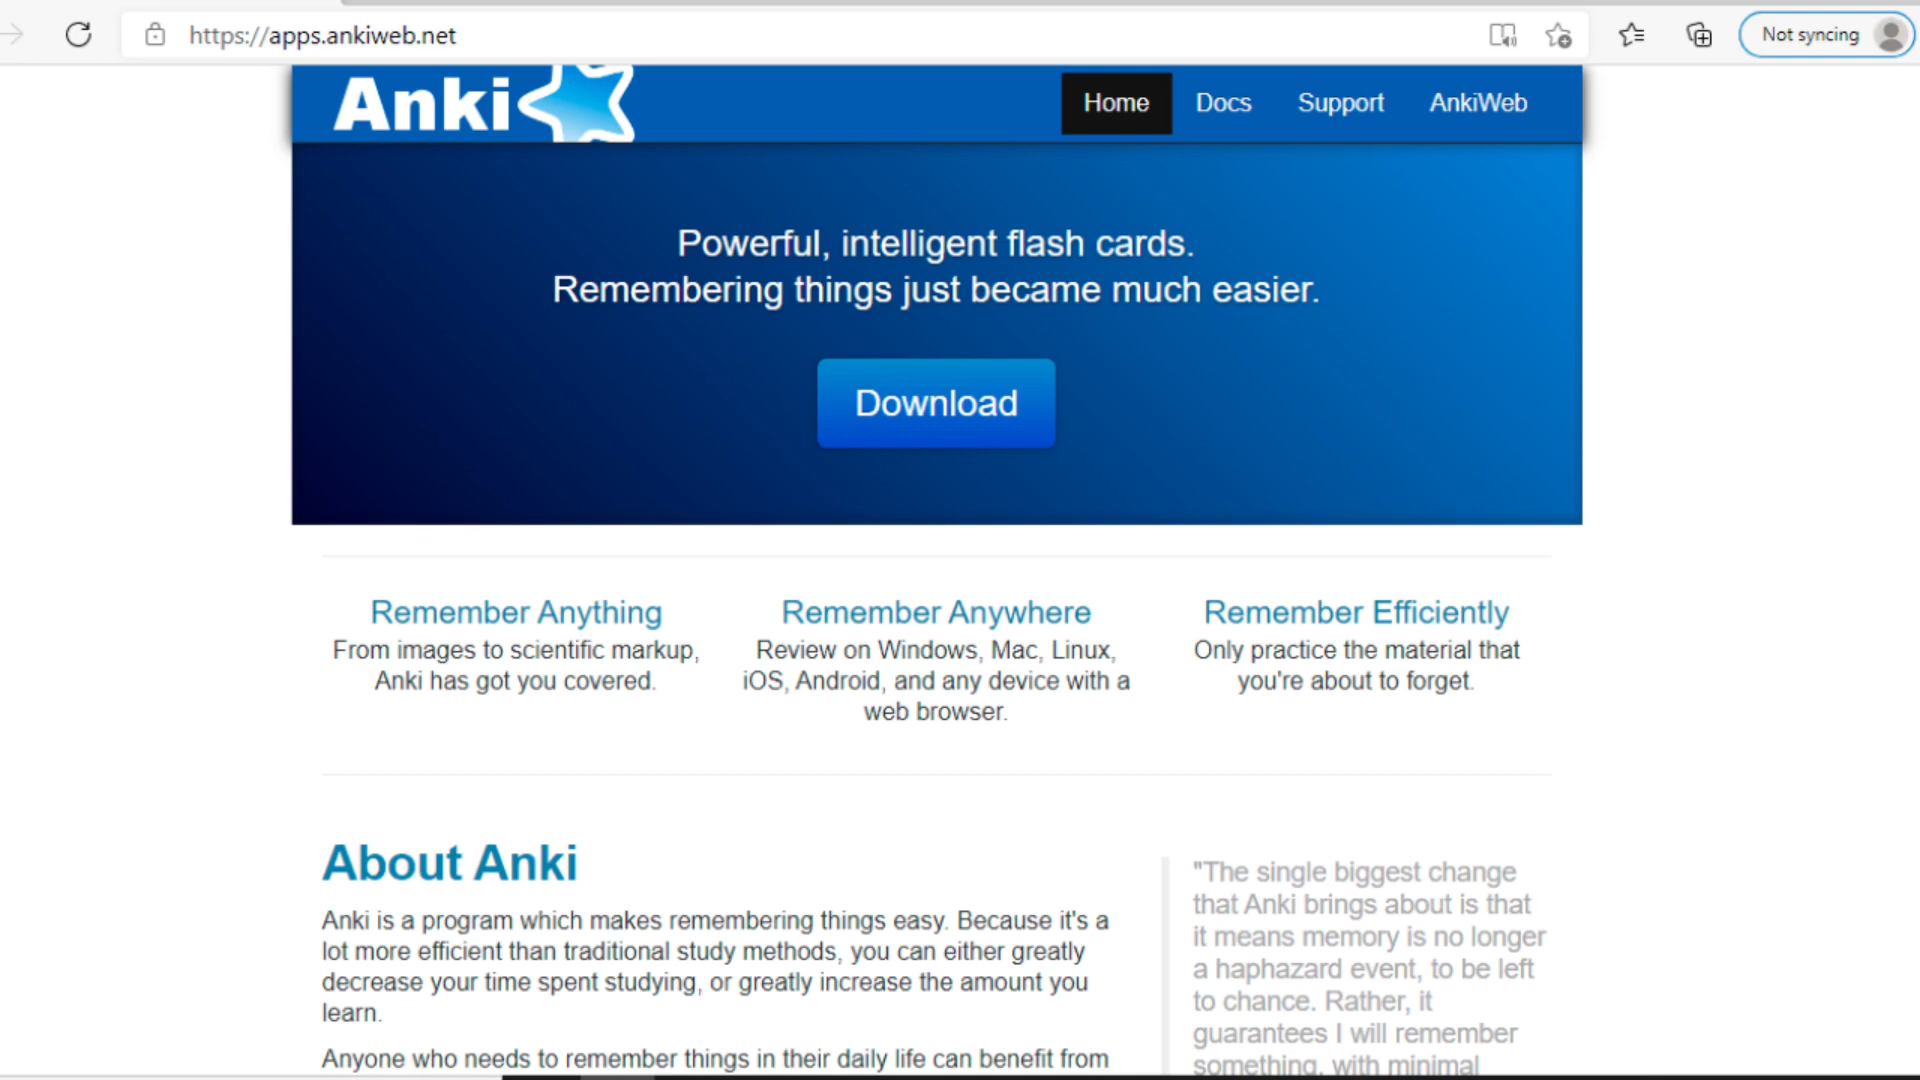 https://apps.ankiweb.net
Not syncing
Anki
Home
Docs
Support
AnkiWeb
Powerful, intelligent flash cards.
Remembering things just became much easier.
Download
Remember Anything
From images to scientific markup,
Anki has got you covered.
Remember Anywhere
Review on Windows, Mac, Linux,
iOS, Android, and any device with a
web browser.
Remember Efficiently
Only practice the material that
you're about to forget.
About Anki
Anki is a program which makes remembering things easy. Because it's a
lot more efficient than traditional study methods, you can either greatly
decrease your time spent studying, or greatly increase the amount you
learn.
Anyone who needs to remember things in their daily life can benefit from
"The single biggest change
that Anki brings about is that
it means memory is no longer
a haphazard event, to be left
to chance. Rather, it
guarantees I will remember
something, with minimal